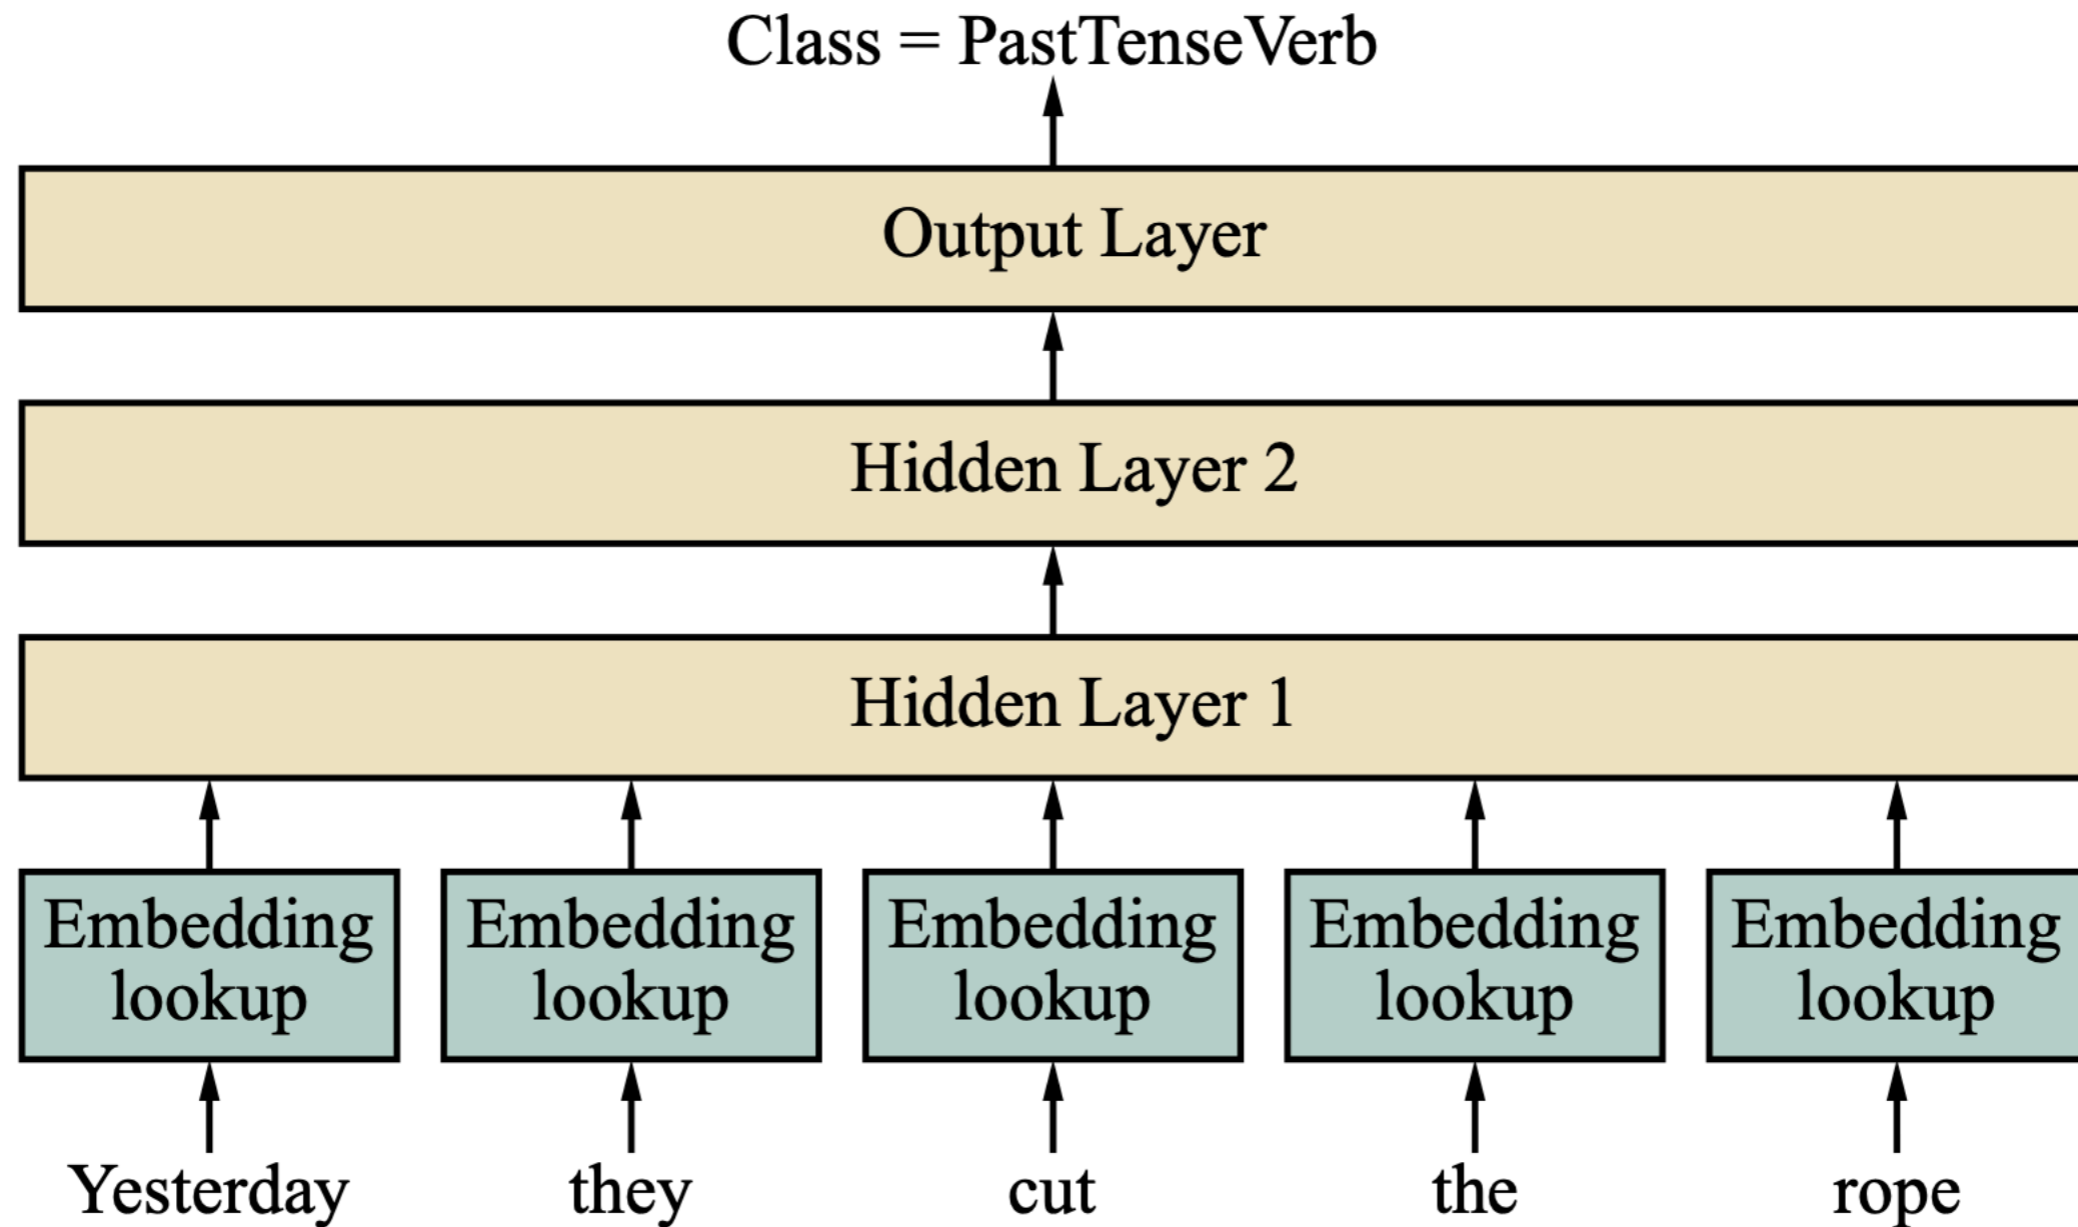 Class = PastTenseVerb
Output Layer
Hidden Layer 2
Hidden Layer 1
Embedding
lookup
Embedding
lookup
Embedding
lookup
Embedding
lookup
Embedding
lookup
Yesterday
they
cut
the
rope